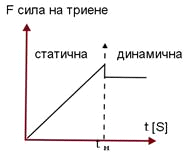 F сила на триене
статична динамична
t [S]
t н